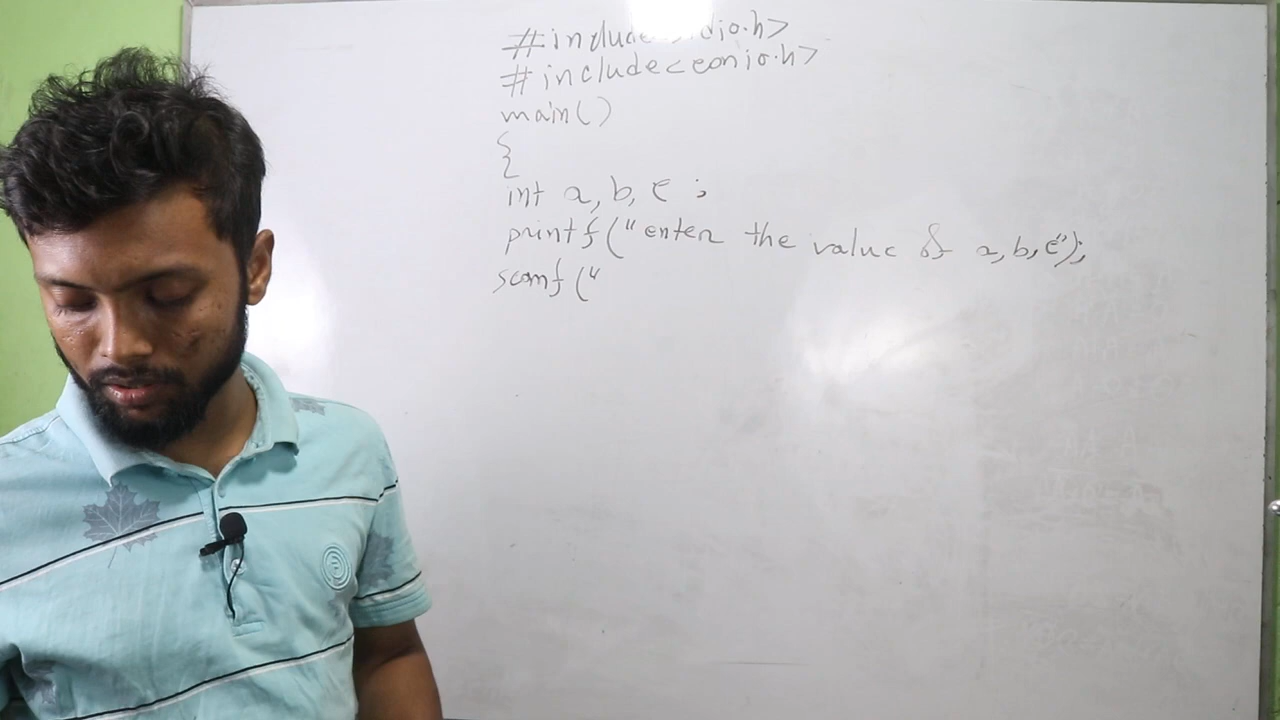 #include<stdio.h>
#include<conio.h>
main()
{
int a, b, c ;
printf("enter the value of a, b, c");
scanf("